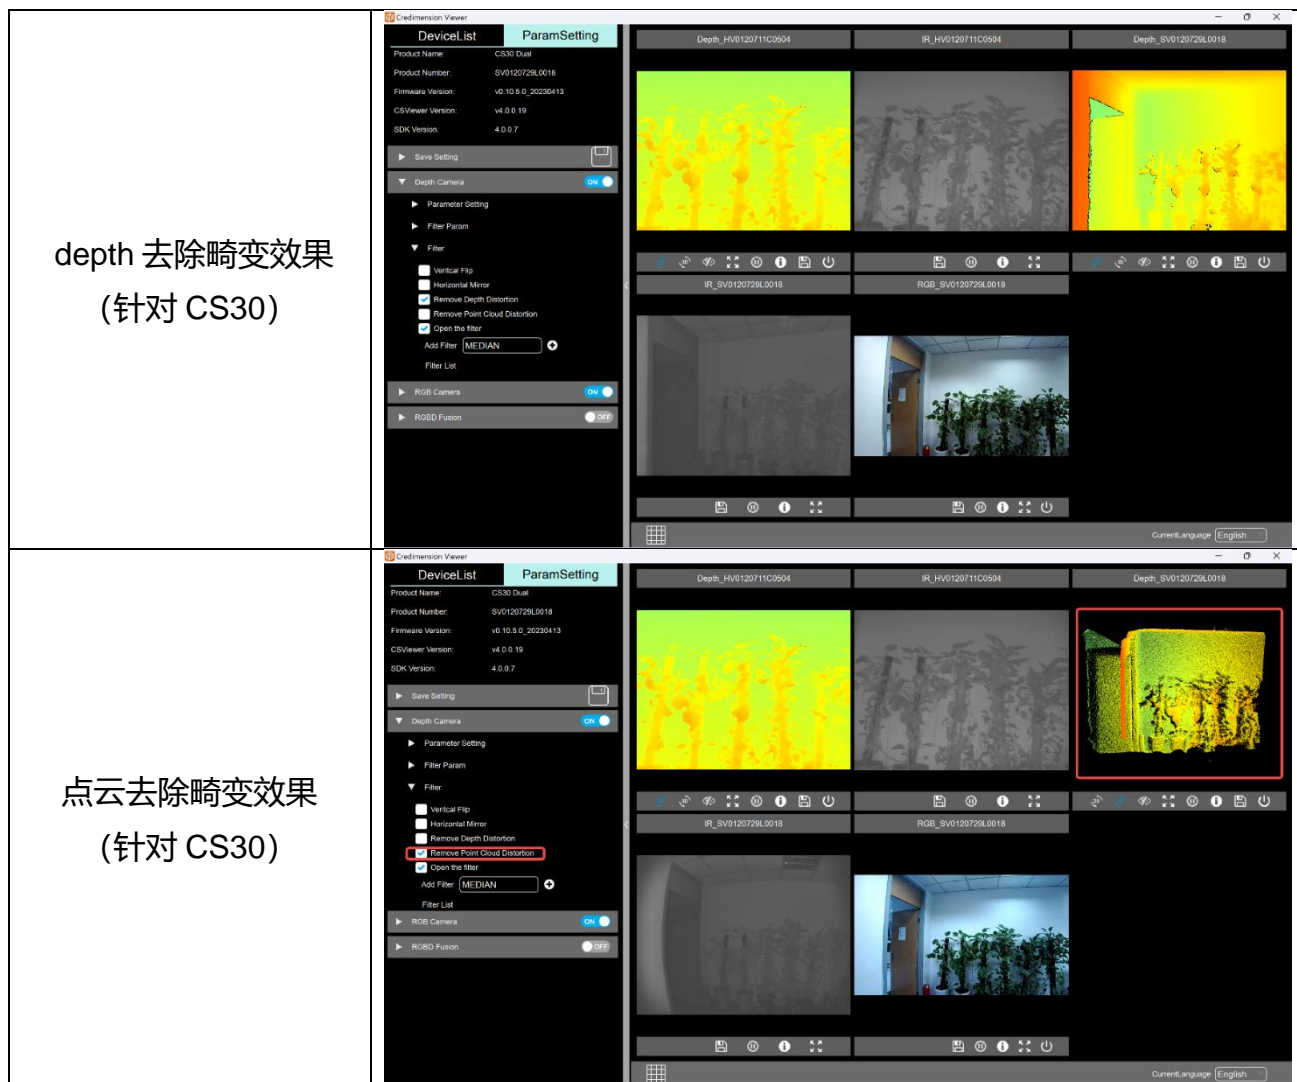 depth 去除畸变效果
（针对 CS30）
Credimension Viewer
DeviceList ParamSetting
Product Name: CS30 Dual
Product Number: SV0120729L0018
Firmware Version: v0.10.5.0_20230413
CSViewer Version: v4.0.0.19
SDK Version: 4.0.0.7
Save Setting
Depth Camera ON
Parameter Setting
Filter Param
Filter
Veritcal Flip
Horizontal Mirror
Remove Depth Distortion
Remove Point Cloud Distortion
Open the filter
Add Filter MEDIAN
Filter List
RGB Camera ON
RGBD Fusion OFF
Depth_HV0120711C0504 IR_HV0120711C0504 Depth_SV0120729L0018
IR_SV0120729L0018 RGB_SV0120729L0018
CurrentLanguage English
点云去除畸变效果
（针对 CS30）
Credimension Viewer
DeviceList ParamSetting
Product Name: CS30 Dual
Product Number: SV0120729L0018
Firmware Version: v0.10.5.0_20230413
CSViewer Version: v4.0.0.19
SDK Version: 4.0.0.7
Save Setting
Depth Camera ON
Parameter Setting
Filter Param
Filter
Veritcal Flip
Horizontal Mirror
Remove Depth Distortion
Remove Point Cloud Distortion
Open the filter
Add Filter MEDIAN
Filter List
RGB Camera ON
RGBD Fusion OFF
Depth_HV0120711C0504 IR_HV0120711C0504 Depth_SV0120729L0018
IR_SV0120729L0018 RGB_SV0120729L0018
CurrentLanguage English